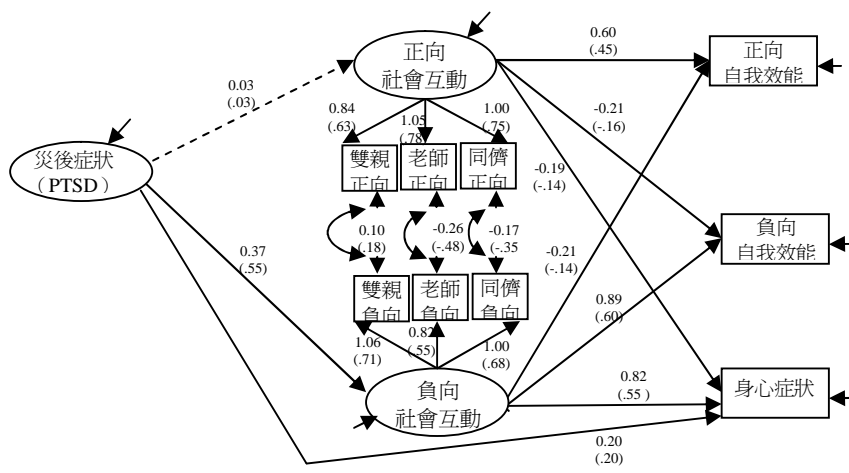 正向
社會互動
0.60
(.45)
正向
自我效能
0.03
(.03)
0.84
(.63)
1.05
(.78)
1.00
(.75)
-0.21
(-.16)
災後症狀
（PTSD）
雙親
正向
老師
正向
同儕
正向
-0.19
(-.14)
0.10
(.18)
-0.26
(-.48)
-0.17
(-.35
負向
自我效能
0.37
(.55)
-0.21
(-.14)
雙親
負向
老師
負向
同儕
負向
0.89
(.60)
1.06
(.71)
0.82
(.55)
1.00
(.68)
負向
社會互動
0.82
(.55 )
身心症狀
0.20
(.20)